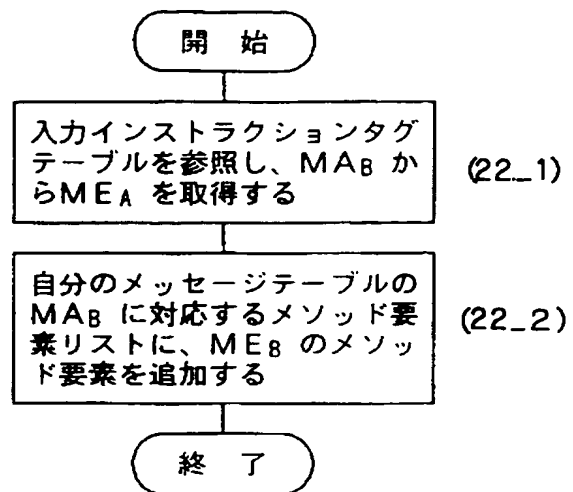 開 始
入力インストラクションタグ
テーブルを参照し、MAB か
らMEA を取得する
(22_1)
自分のメッセージテーブルの
MAB に対応するメソッド要
素リストに、MEB のメソッ
ド要素を追加する
(22_2)
終 了